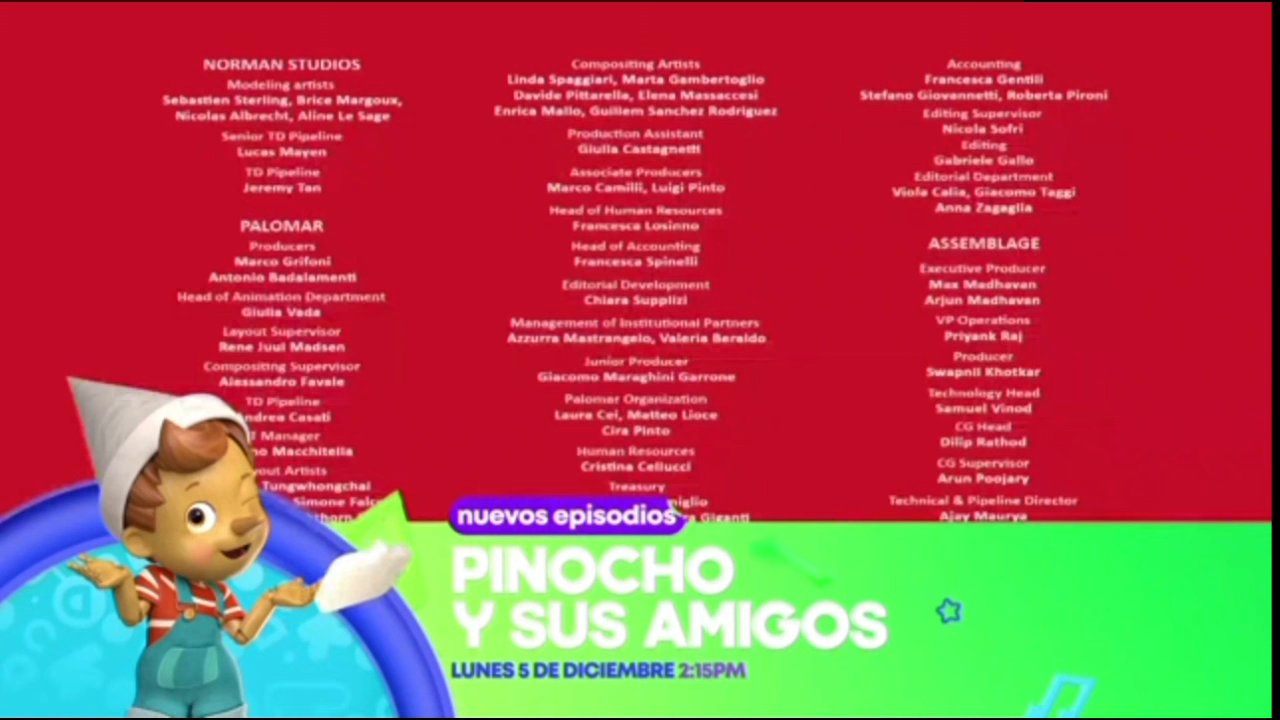 NORMAN STUDIOS
Modeling artists
Sebastien Sterling, Brice Margoux,
Nicolas Albrecht, Aline Le Sage
Senior TD Pipeline
Lucas Mayen
TD Pipeline
Jeremy Tan
PALOMAR
Producers
Marco Grifoni
Antonio Badalamenti
Head of Animation Department
Giulia Vada
Layout Supervisor
Rene Juul Madsen
Compositing Supervisor
Alessandro Favale
TD Pipeline
Andrea Casati
Manager
Macchitella
Artists
Tungwhongchai
Simone
Compositing Artists
Linda Spaggiari, Marta Gambertoglio
Davide Pittarella, Elena Massaccesi
Enrica Mallo, Guillem Sanchez Rodriguez
Production Assistant
Giulia Castagnetti
Associate Producers
Marco Camilli, Luigi Pinto
Head of Human Resources
Francesca Losinno
Head of Accounting
Francesca Spinelli
Editorial Development
Chiara Supplizi
Management of Institutional Partners
Azzurra Mastrangelo, Valeria Beraldo
Junior Producer
Giacomo Maraghini Garrone
Palomar Organization
Laura Cei, Matteo Lioce
Cira Pinto
Human Resources
Cristina Cellucci
Treasury
Giganti
Accounting
Francesca Gentili
Stefano Giovannetti, Roberta Pironi
Editing Supervisor
Nicola Sofri
Editing
Gabriele Gallo
Editorial Department
Viola Calia, Giacomo Taggi
Anna Zagaglia
ASSEMBLAGE
Executive Producer
Max Madhavan
Arjun Madhavan
VP Operations
Priyank Raj
Producer
Swapnil Khotkar
Technology Head
Samuel Vinod
CG Head
Dilip Rathod
CG Supervisor
Arun Poojary
Technical & Pipeline Director
Ajay Maurya
nuevos episodios
PINOCHO
Y SUS AMIGOS
LUNES 5 DE DICIEMBRE 2:15PM